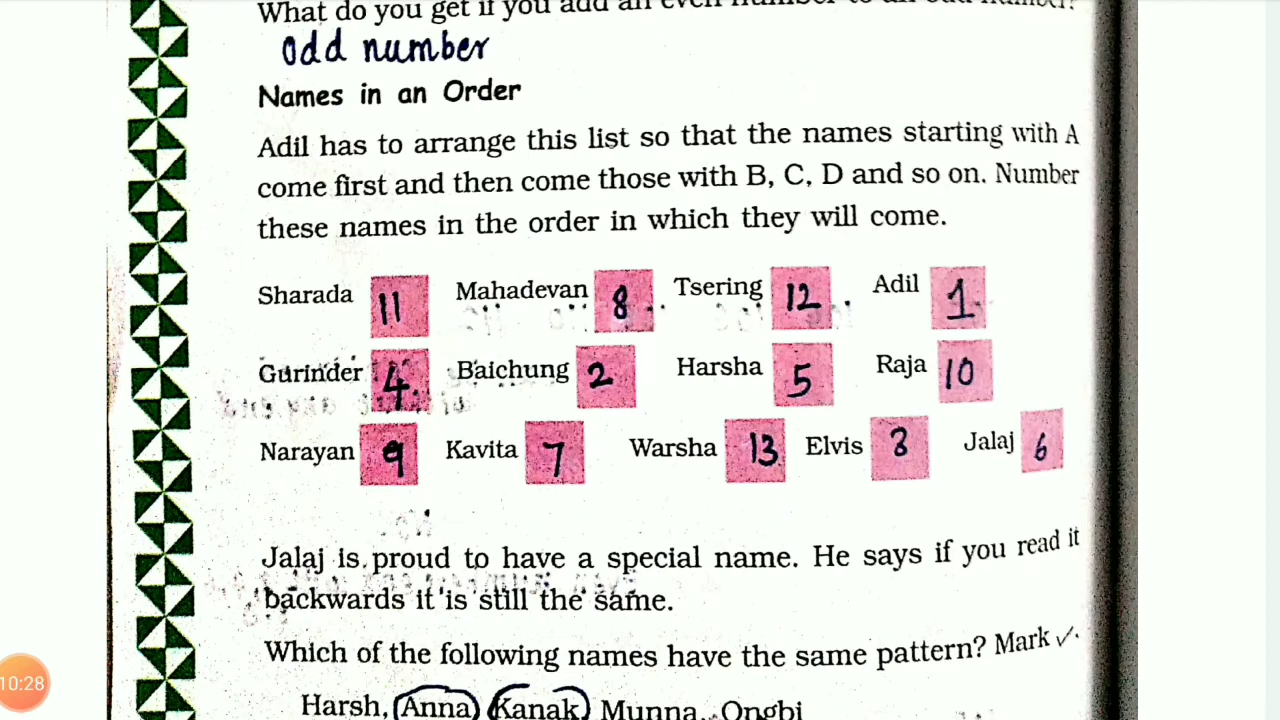 What do you get if you add an even number to an odd number?
odd number
Names in an Order
Adil has to arrange this list so that the names starting with A
come first and then come those with B, C, D and so on. Number
these names in the order in which they will come.
Sharada 11 Mahadevan 8 Tsering 12 Adil 1
Gurinder 4 Baichung 2 Harsha 5 Raja 10
Narayan 9 Kavita 7 Warsha 13 Elvis 3 Jalaj 6
Jalaj is proud to have a special name. He says if you read it
backwards it is still the same.
Which of the following names have the same pattern? Mark ✓.
Harsh, Anna Kanak Munna, Ongbi
10:28